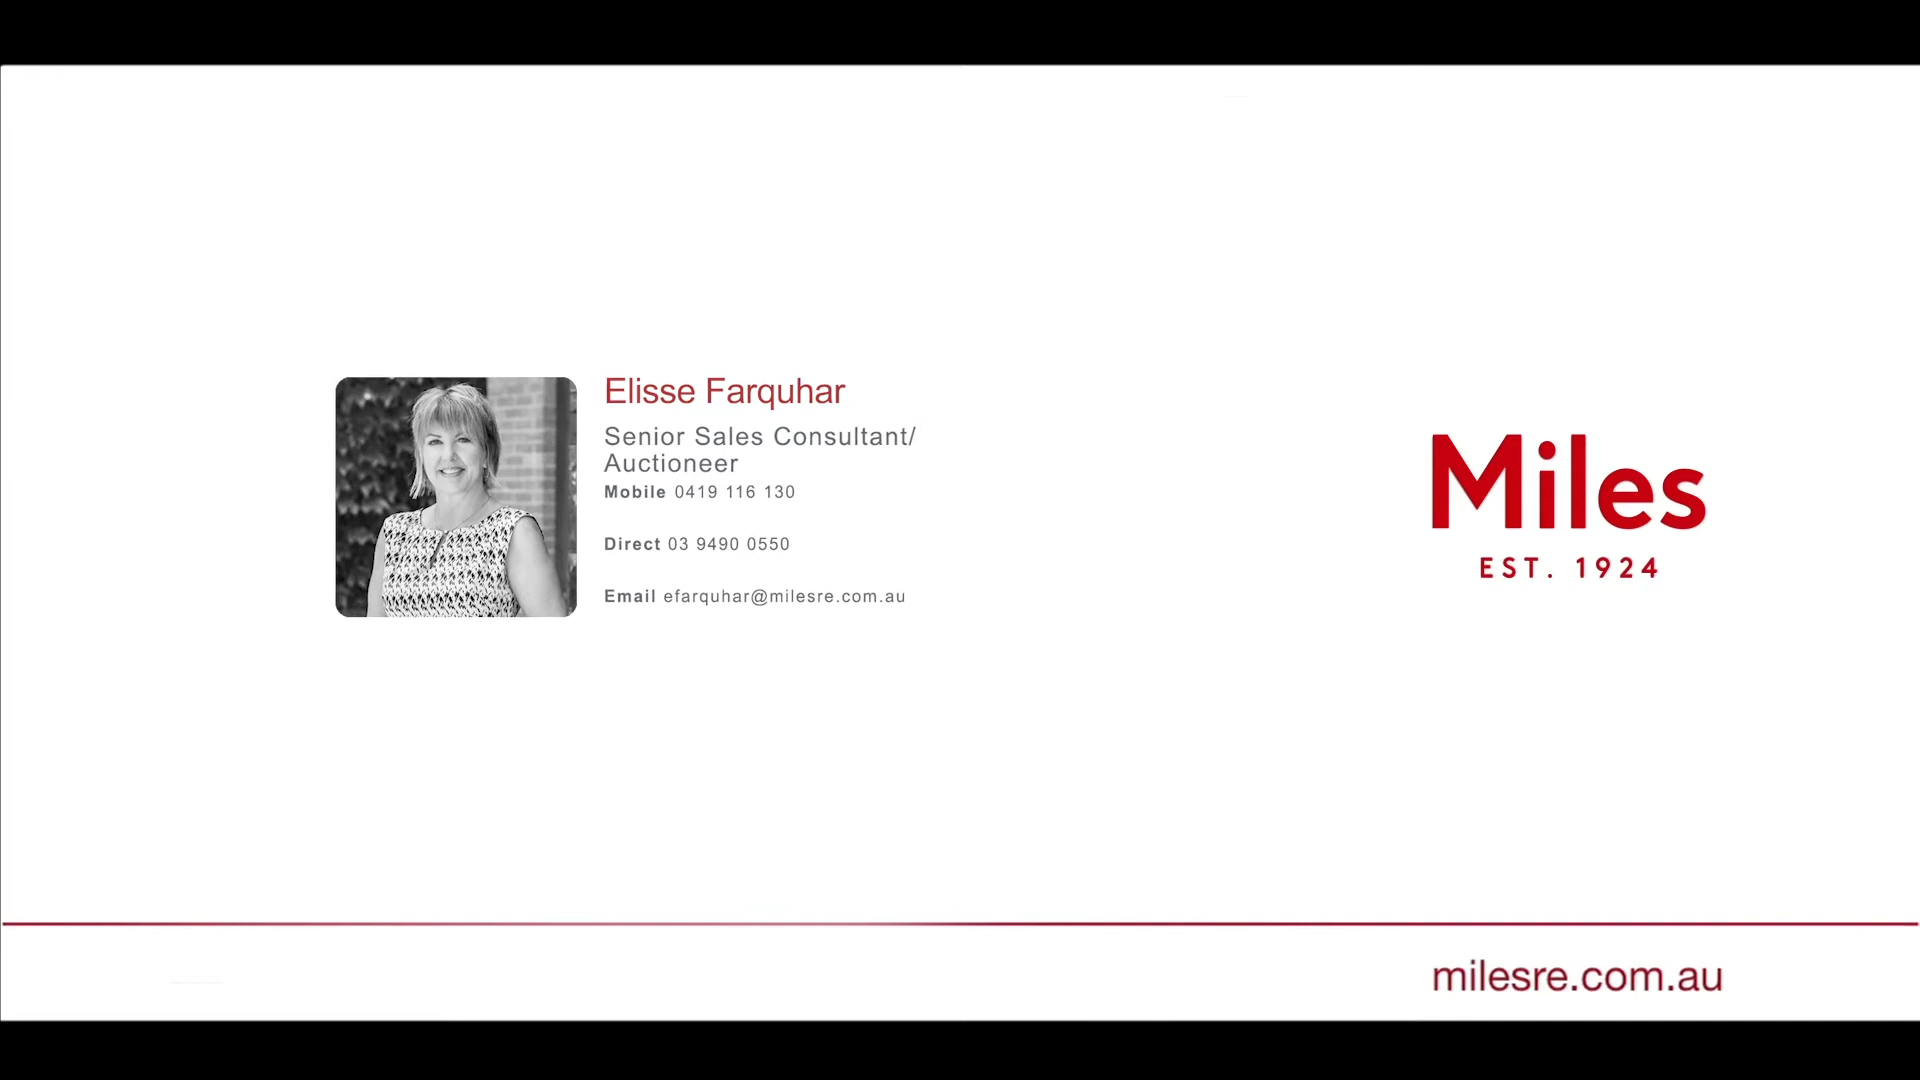 Elisse Farquhar
Senior Sales Consultant/
Auctioneer
Mobile 0419 116 130
Direct 03 9490 0550
Email efarquhar@milesre.com.au
Miles
EST. 1924
milesre.com.au